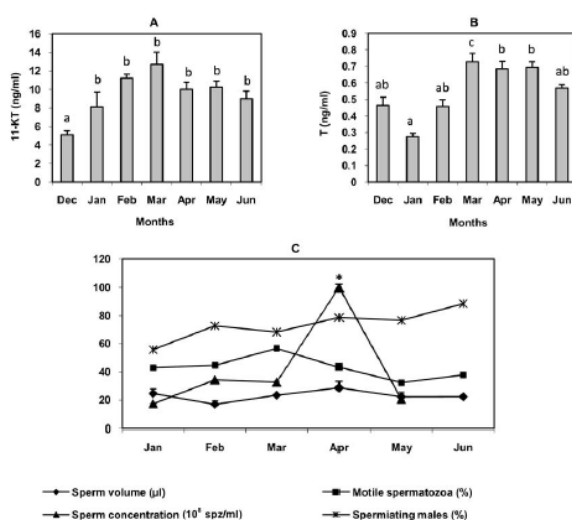 A
11-KT (ng/ml)
16
14
12
10
8
6
4
2
0
a
b
b
b
b
b
b
Dec Jan Feb Mar Apr May Jun
Months
B
T (ng/ml)
0.9
0.8
0.7
0.6
0.5
0.4
0.3
0.2
0.1
0
ab
a
ab
c
b
b
ab
Dec Jan Feb Mar Apr May Jun
Months
C
120
100
80
60
40
20
0
*
Jan Feb Mar Apr May Jun
Sperm volume (µl)
Motile spermatozoa (%)
Sperm concentration (10⁸ spz/ml)
Spermiating males (%)